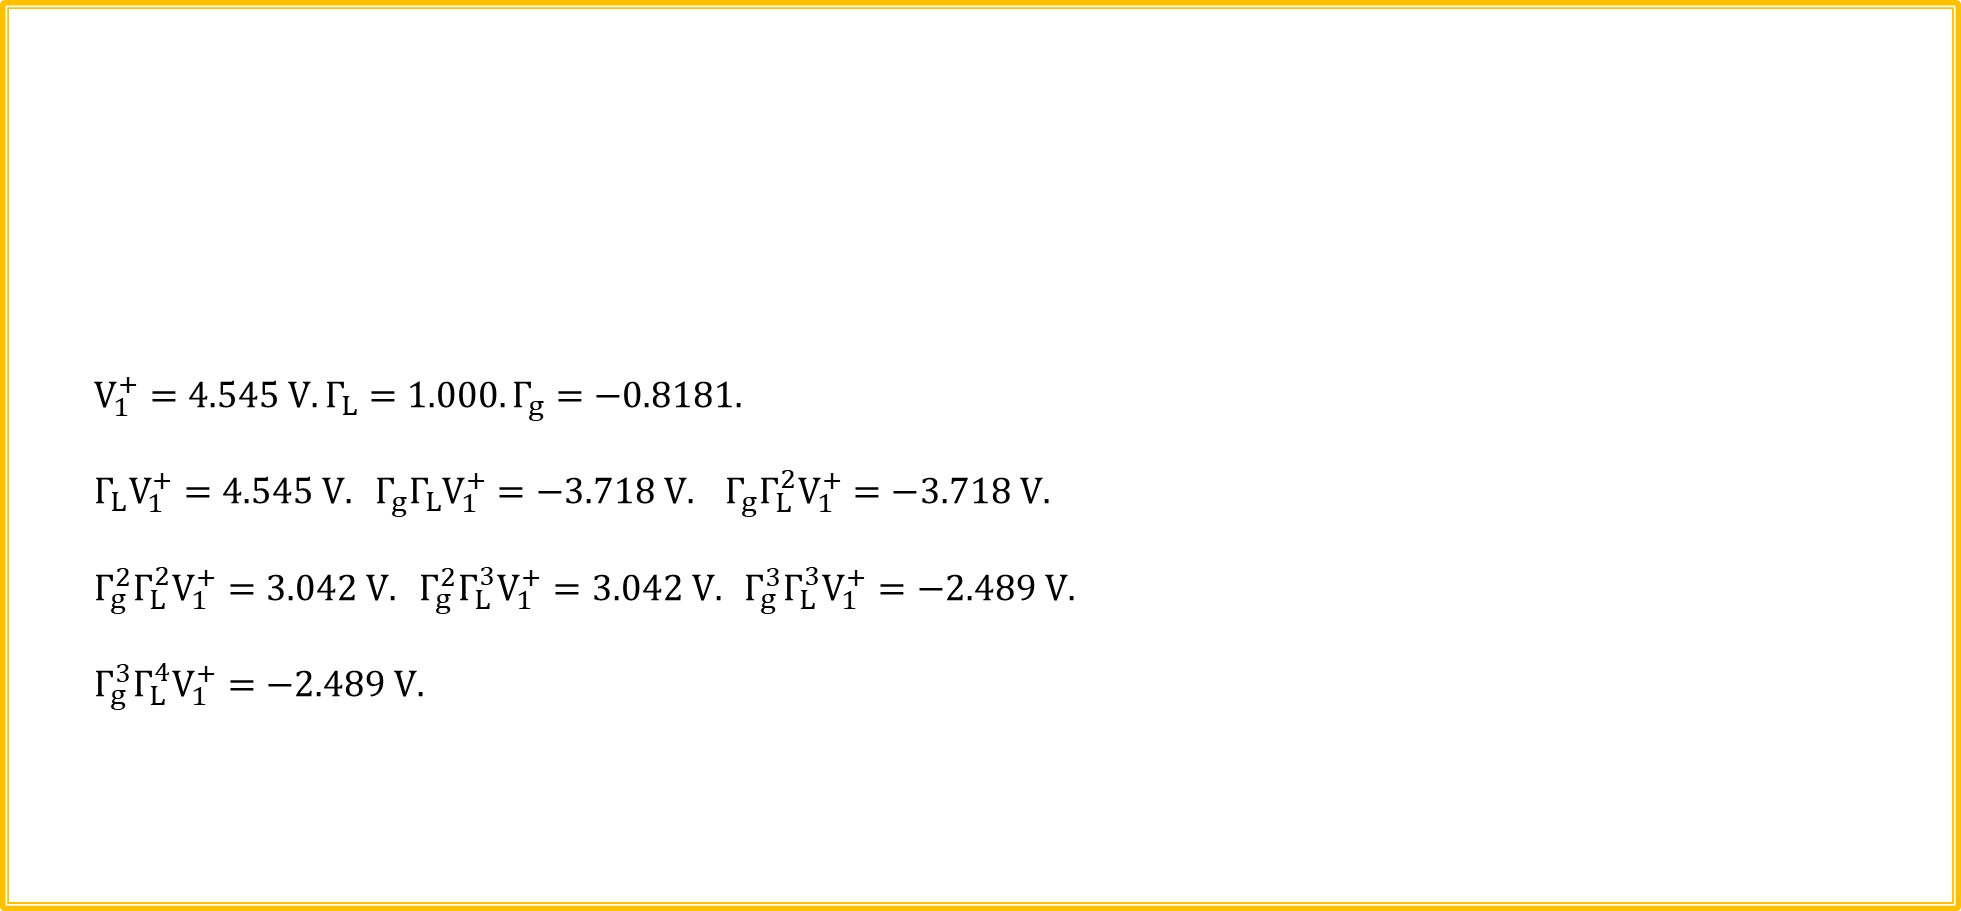 V₁⁺ = 4.545 V. Γ_L = 1.000. Γ_g = −0.8181.
Γ_L V₁⁺ = 4.545 V. Γ_g Γ_L V₁⁺ = −3.718 V. Γ_g Γ_L² V₁⁺ = −3.718 V.
Γ_g² Γ_L² V₁⁺ = 3.042 V. Γ_g² Γ_L³ V₁⁺ = 3.042 V. Γ_g³ Γ_L³ V₁⁺ = −2.489 V.
Γ_g³ Γ_L⁴ V₁⁺ = −2.489 V.